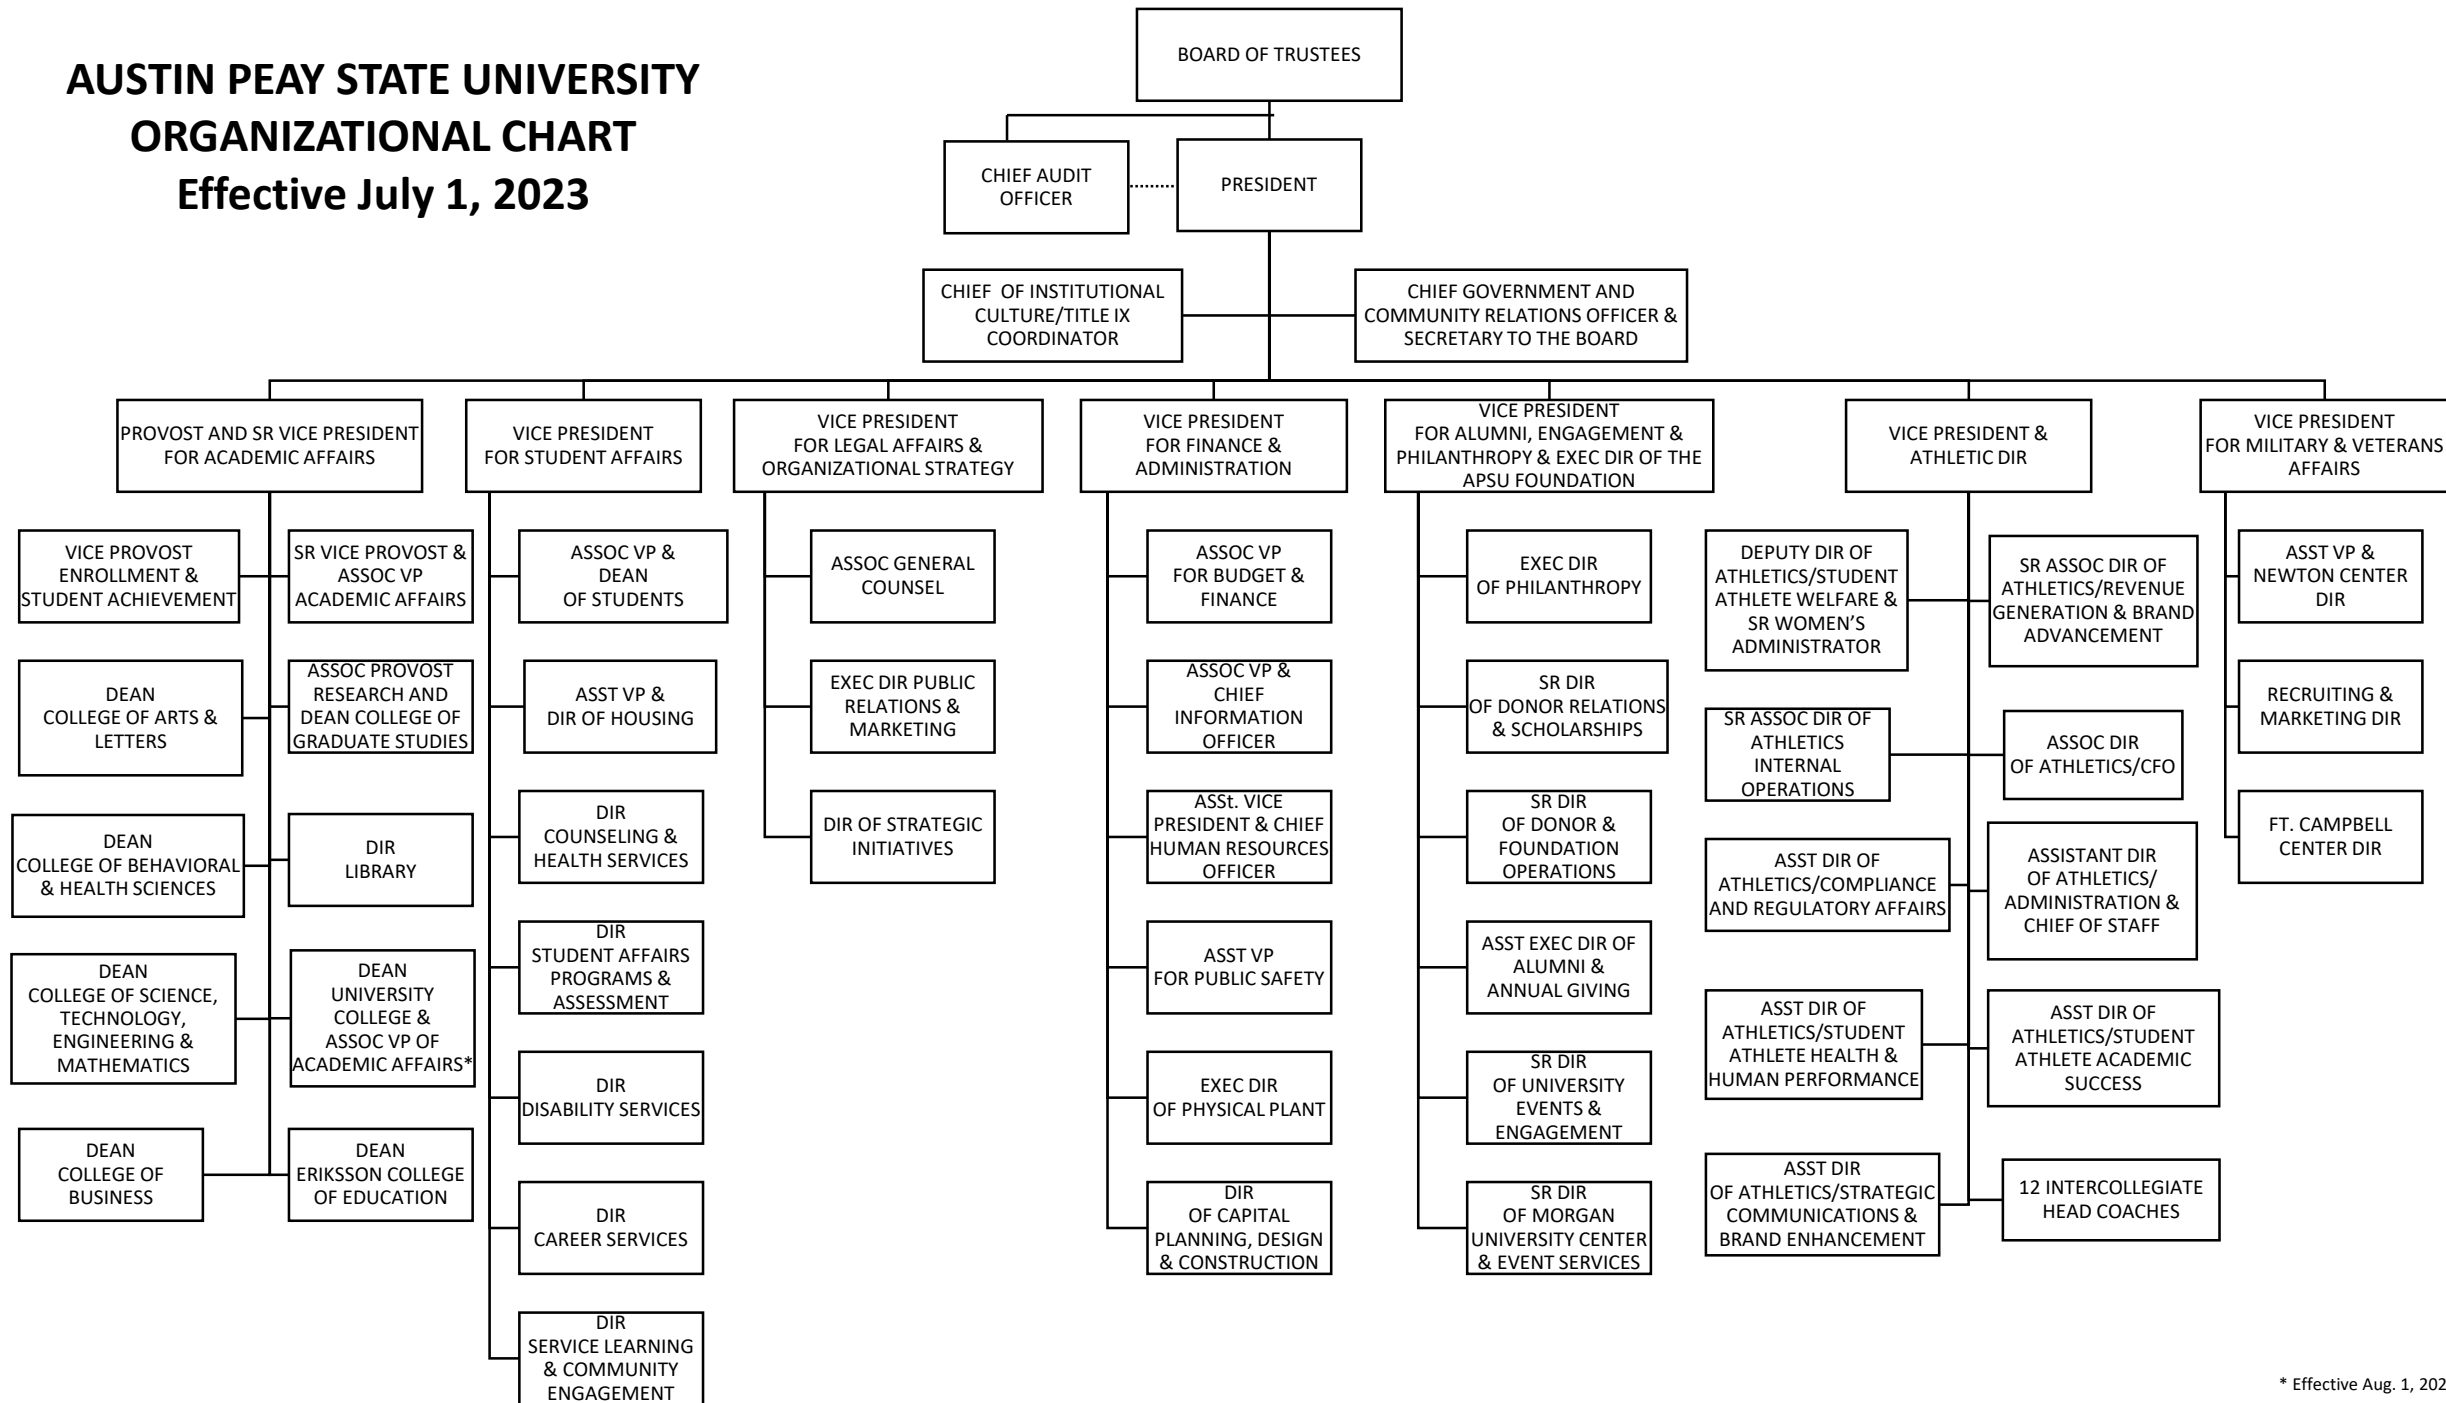 AUSTIN PEAY STATE UNIVERSITY
ORGANIZATIONAL CHART
Effective July 1, 2023
BOARD OF TRUSTEES
CHIEF AUDIT
OFFICER
PRESIDENT
CHIEF OF INSTITUTIONAL
CULTURE/TITLE IX
COORDINATOR
CHIEF GOVERNMENT AND
COMMUNITY RELATIONS OFFICER &
SECRETARY TO THE BOARD
PROVOST AND SR VICE PRESIDENT
FOR ACADEMIC AFFAIRS
VICE PRESIDENT
FOR STUDENT AFFAIRS
VICE PRESIDENT
FOR LEGAL AFFAIRS &
ORGANIZATIONAL STRATEGY
VICE PRESIDENT
FOR FINANCE &
ADMINISTRATION
VICE PRESIDENT
FOR ALUMNI, ENGAGEMENT &
PHILANTHROPY & EXEC DIR OF THE
APSU FOUNDATION
VICE PRESIDENT &
ATHLETIC DIR
VICE PRESIDENT
FOR MILITARY & VETERANS
AFFAIRS
VICE PROVOST
ENROLLMENT &
STUDENT ACHIEVEMENT
SR VICE PROVOST &
ASSOC VP
ACADEMIC AFFAIRS
DEAN
COLLEGE OF ARTS &
LETTERS
ASSOC PROVOST
RESEARCH AND
DEAN COLLEGE OF
GRADUATE STUDIES
DEAN
COLLEGE OF BEHAVIORAL
& HEALTH SCIENCES
DIR
LIBRARY
DEAN
COLLEGE OF SCIENCE,
TECHNOLOGY,
ENGINEERING &
MATHEMATICS
DEAN
UNIVERSITY
COLLEGE &
ASSOC VP OF
ACADEMIC AFFAIRS*
DEAN
COLLEGE OF
BUSINESS
DEAN
ERIKSSON COLLEGE
OF EDUCATION
ASSOC VP &
DEAN
OF STUDENTS
ASST VP &
DIR OF HOUSING
DIR
COUNSELING &
HEALTH SERVICES
DIR
STUDENT AFFAIRS
PROGRAMS &
ASSESSMENT
DIR
DISABILITY SERVICES
DIR
CAREER SERVICES
DIR
SERVICE LEARNING
& COMMUNITY
ENGAGEMENT
ASSOC GENERAL
COUNSEL
EXEC DIR PUBLIC
RELATIONS &
MARKETING
DIR OF STRATEGIC
INITIATIVES
ASSOC VP
FOR BUDGET &
FINANCE
ASSOC VP &
CHIEF
INFORMATION
OFFICER
ASSt. VICE
PRESIDENT & CHIEF
HUMAN RESOURCES
OFFICER
ASST VP
FOR PUBLIC SAFETY
EXEC DIR
OF PHYSICAL PLANT
DIR
OF CAPITAL
PLANNING, DESIGN
& CONSTRUCTION
EXEC DIR
OF PHILANTHROPY
SR DIR
OF DONOR RELATIONS
& SCHOLARSHIPS
SR DIR
OF DONOR &
FOUNDATION
OPERATIONS
ASST EXEC DIR OF
ALUMNI &
ANNUAL GIVING
SR DIR
OF UNIVERSITY
EVENTS &
ENGAGEMENT
SR DIR
OF MORGAN
UNIVERSITY CENTER
& EVENT SERVICES
DEPUTY DIR OF
ATHLETICS/STUDENT
ATHLETE WELFARE &
SR WOMEN’S
ADMINISTRATOR
SR ASSOC DIR OF
ATHLETICS/REVENUE
GENERATION & BRAND
ADVANCEMENT
SR ASSOC DIR OF
ATHLETICS
INTERNAL
OPERATIONS
ASSOC DIR
OF ATHLETICS/CFO
ASST DIR OF
ATHLETICS/COMPLIANCE
AND REGULATORY AFFAIRS
ASSISTANT DIR
OF ATHLETICS/
ADMINISTRATION &
CHIEF OF STAFF
ASST DIR OF
ATHLETICS/STUDENT
ATHLETE HEALTH &
HUMAN PERFORMANCE
ASST DIR OF
ATHLETICS/STUDENT
ATHLETE ACADEMIC
SUCCESS
ASST DIR
OF ATHLETICS/STRATEGIC
COMMUNICATIONS &
BRAND ENHANCEMENT
12 INTERCOLLEGIATE
HEAD COACHES
ASST VP &
NEWTON CENTER
DIR
RECRUITING &
MARKETING DIR
FT. CAMPBELL
CENTER DIR
* Effective Aug. 1, 202